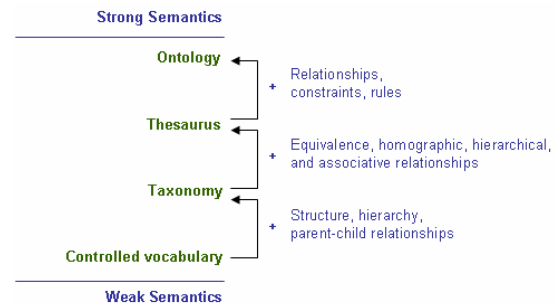 Strong Semantics
Ontology
+ Relationships,
constraints, rules
Thesaurus
+ Equivalence, homographic, hierarchical,
and associative relationships
Taxonomy
+ Structure, hierarchy,
parent-child relationships
Controlled vocabulary
Weak Semantics